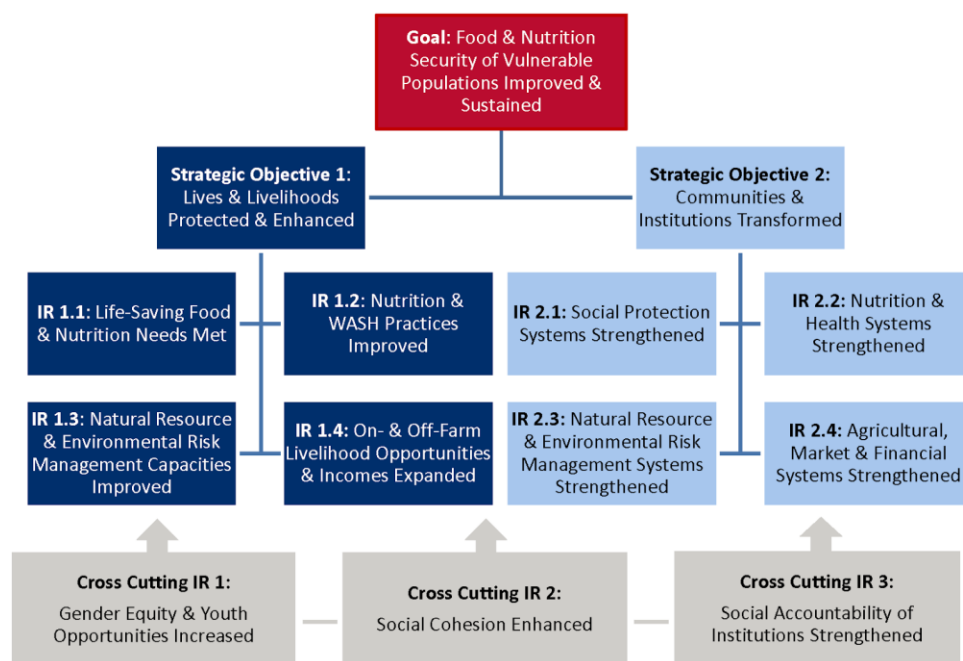 Goal: Food & Nutrition
Security of Vulnerable
Populations Improved &
Sustained
Strategic Objective 1:
Lives & Livelihoods
Protected & Enhanced
Strategic Objective 2:
Communities &
Institutions Transformed
IR 1.1: Life-Saving Food
& Nutrition Needs Met
IR 1.2: Nutrition &
WASH Practices
Improved
IR 2.1: Social Protection
Systems Strengthened
IR 2.2: Nutrition &
Health Systems
Strengthened
IR 1.3: Natural Resource
& Environmental Risk
Management Capacities
Improved
IR 1.4: On- & Off-Farm
Livelihood Opportunities
& Incomes Expanded
IR 2.3: Natural Resource
& Environmental Risk
Management Systems
Strengthened
IR 2.4: Agricultural,
Market & Financial
Systems Strengthened
Cross Cutting IR 1:
Gender Equity & Youth
Opportunities Increased
Cross Cutting IR 2:
Social Cohesion Enhanced
Cross Cutting IR 3:
Social Accountability of
Institutions Strengthened